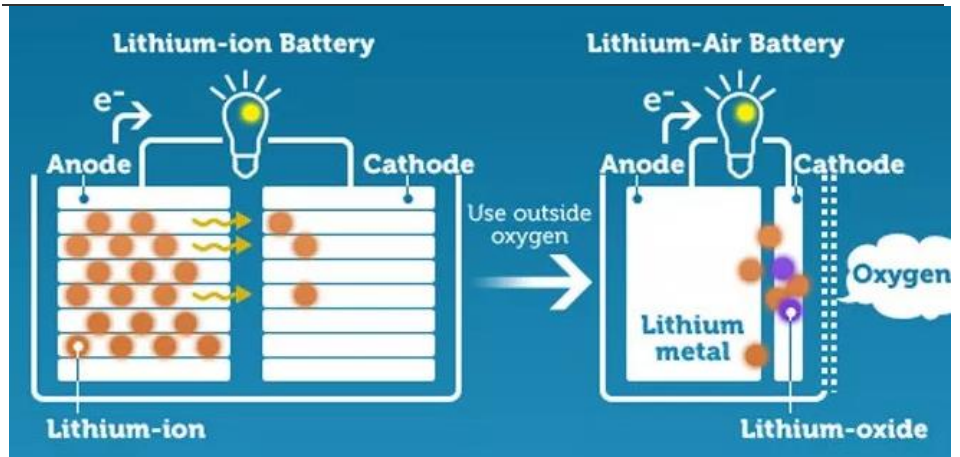 Lithium-ion Battery
e-
Anode
Cathode
Lithium-ion
Use outside
oxygen
Lithium-Air Battery
e-
Anode
Cathode
Oxygen
Lithium
metal
Lithium-oxide